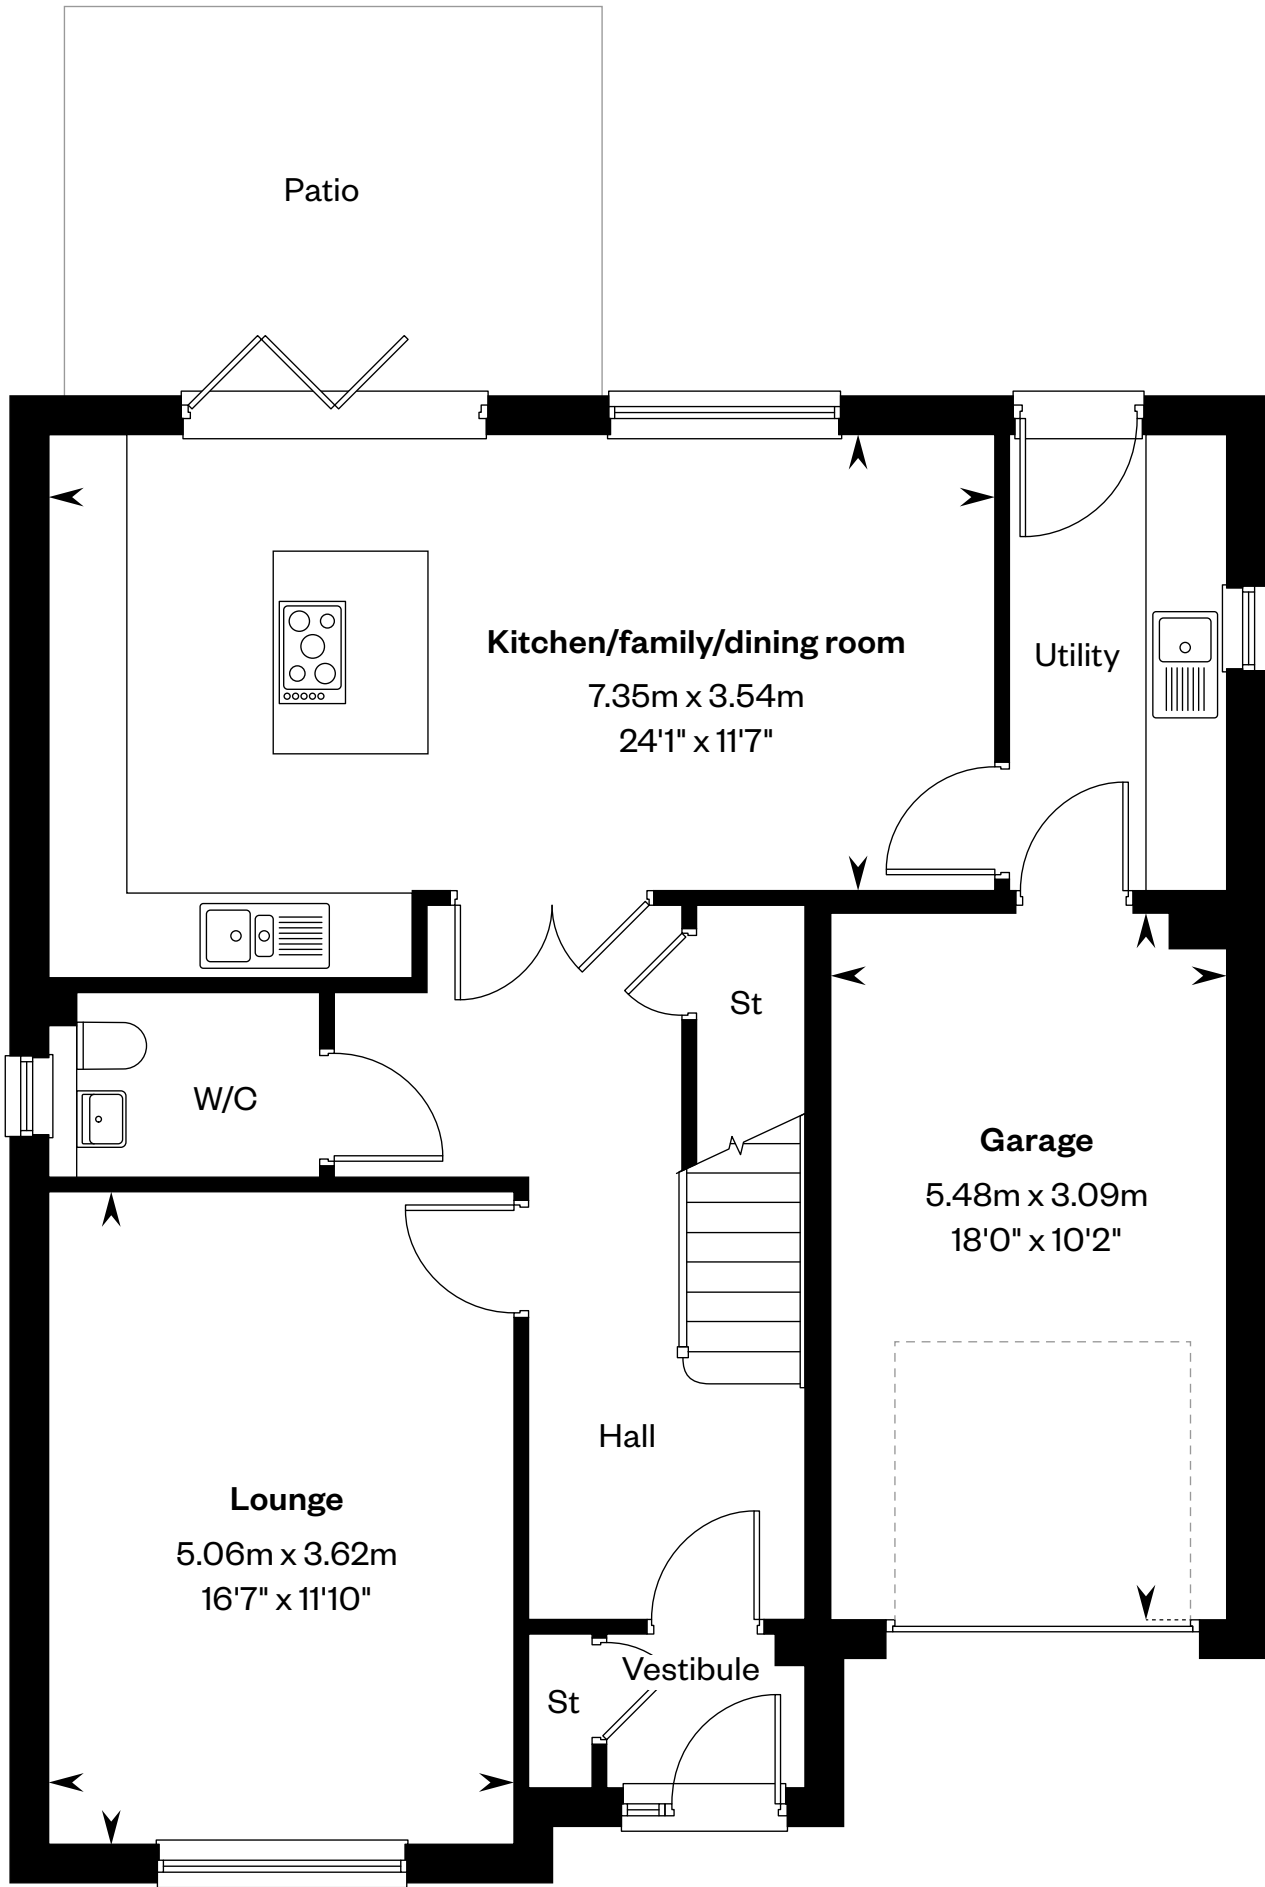 Patio
Kitchen/family/dining room
7.35m x 3.54m
24'1" x 11'7"
Utility
St
W/C
Garage
5.48m x 3.09m
18'0" x 10'2"
Hall
Lounge
5.06m x 3.62m
16'7" x 11'10"
Vestibule
St